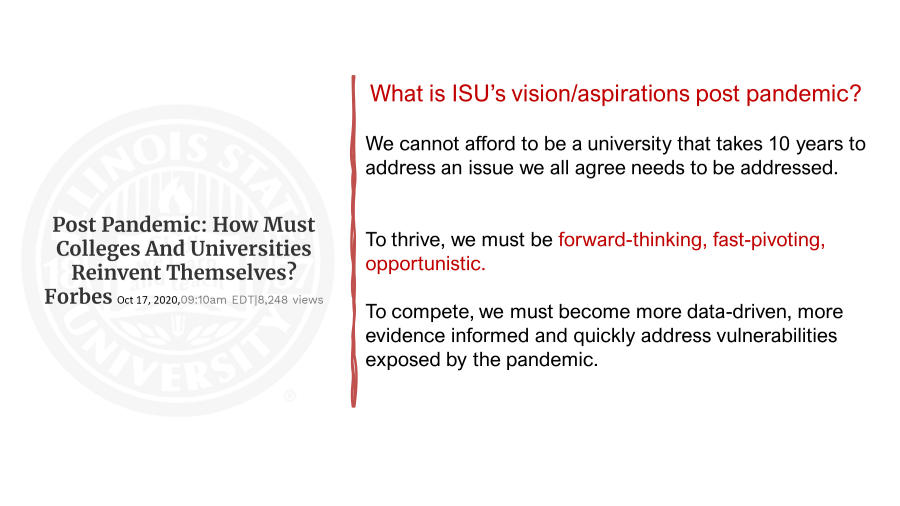 ILLINOIS STATE
UNIVERSITY
Post Pandemic: How Must
Colleges And Universities
Reinvent Themselves?
Forbes Oct 17, 2020,09:10am EDT|8,248 views
®
What is ISU’s vision/aspirations post pandemic?
We cannot afford to be a university that takes 10 years to
address an issue we all agree needs to be addressed.
To thrive, we must be forward-thinking, fast-pivoting,
opportunistic.
To compete, we must become more data-driven, more
evidence informed and quickly address vulnerabilities
exposed by the pandemic.